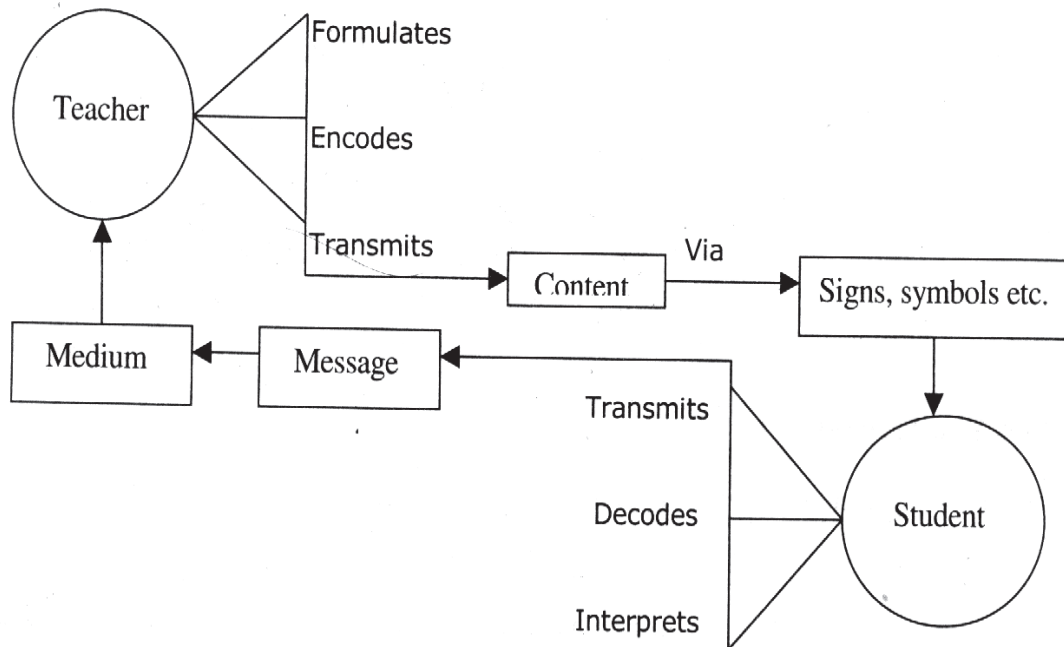 Formulates
Teacher
Encodes
Transmits
Via
Content
Signs, symbols etc.
Medium
Message
Transmits
Decodes
Student
Interprets